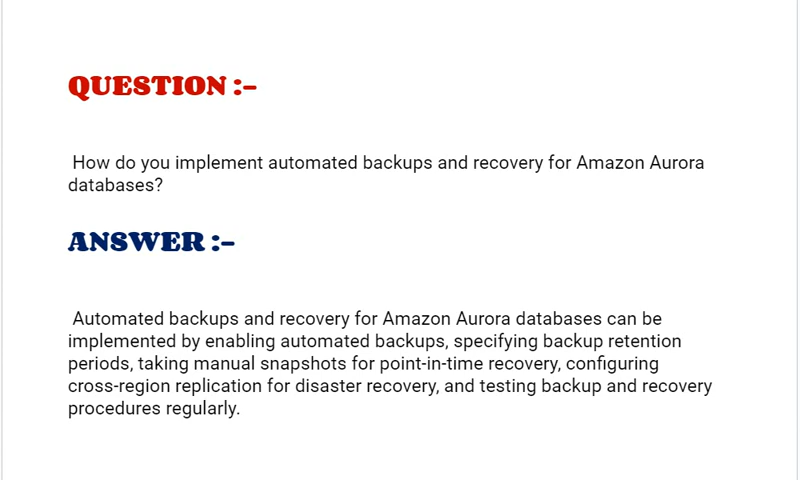 QUESTION :-
How do you implement automated backups and recovery for Amazon Aurora
databases?
ANSWER :-
Automated backups and recovery for Amazon Aurora databases can be
implemented by enabling automated backups, specifying backup retention
periods, taking manual snapshots for point-in-time recovery, configuring
cross-region replication for disaster recovery, and testing backup and recovery
procedures regularly.